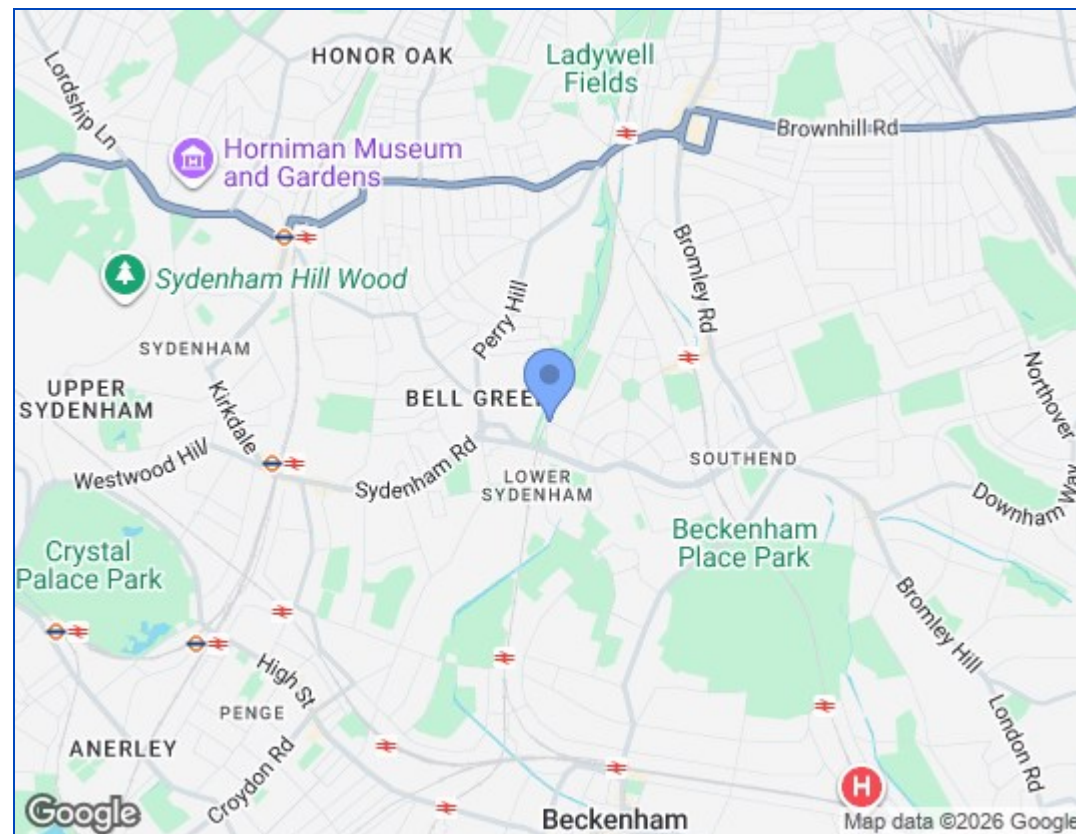 HONOR OAK
Ladywell
Fields
Lordship Ln
Brownhill Rd
Horniman Museum
and Gardens
Sydenham Hill Wood
Bromley Rd
Perry Hill
SYDENHAM
UPPER
SYDENHAM
Kirkdale
BELL GREEN
Northover
Westwood Hill
Sydenham Rd
LOWER
SYDENHAM
SOUTHEND
Downham Way
Crystal
Palace Park
Beckenham
Place Park
Bromley Hill
High St
PENGE
London Rd
ANERLEY
Croydon Rd
H
Google
Beckenham
Map data ©2026 Google